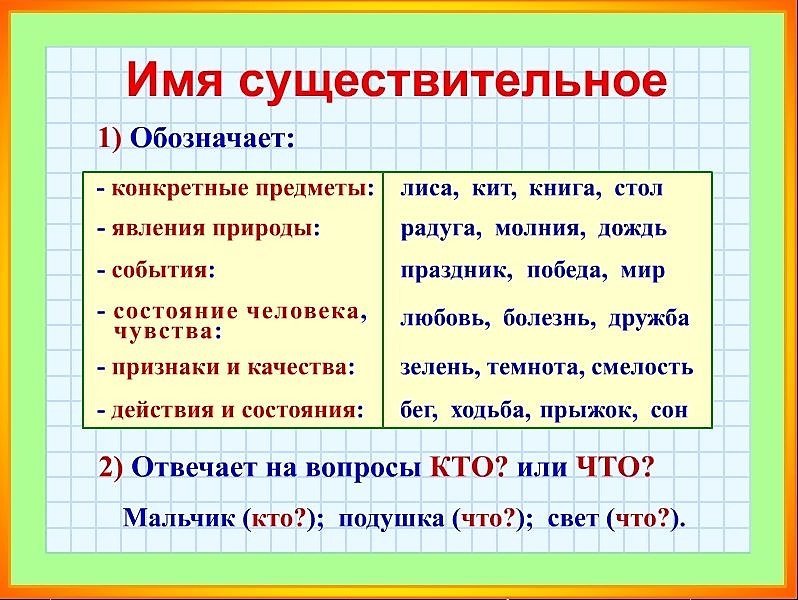 Имя существительное
1) Обозначает:
- конкретные предметы: лиса, кит, книга, стол
- явления природы: радуга, молния, дождь
- события: праздник, победа, мир
- состояние человека,
чувства: любовь, болезнь, дружба
- признаки и качества: зелень, темнота, смелость
- действия и состояния: бег, ходьба, прыжок, сон
2) Отвечает на вопросы КТО? или ЧТО?
Мальчик (кто?); подушка (что?); свет (что?).